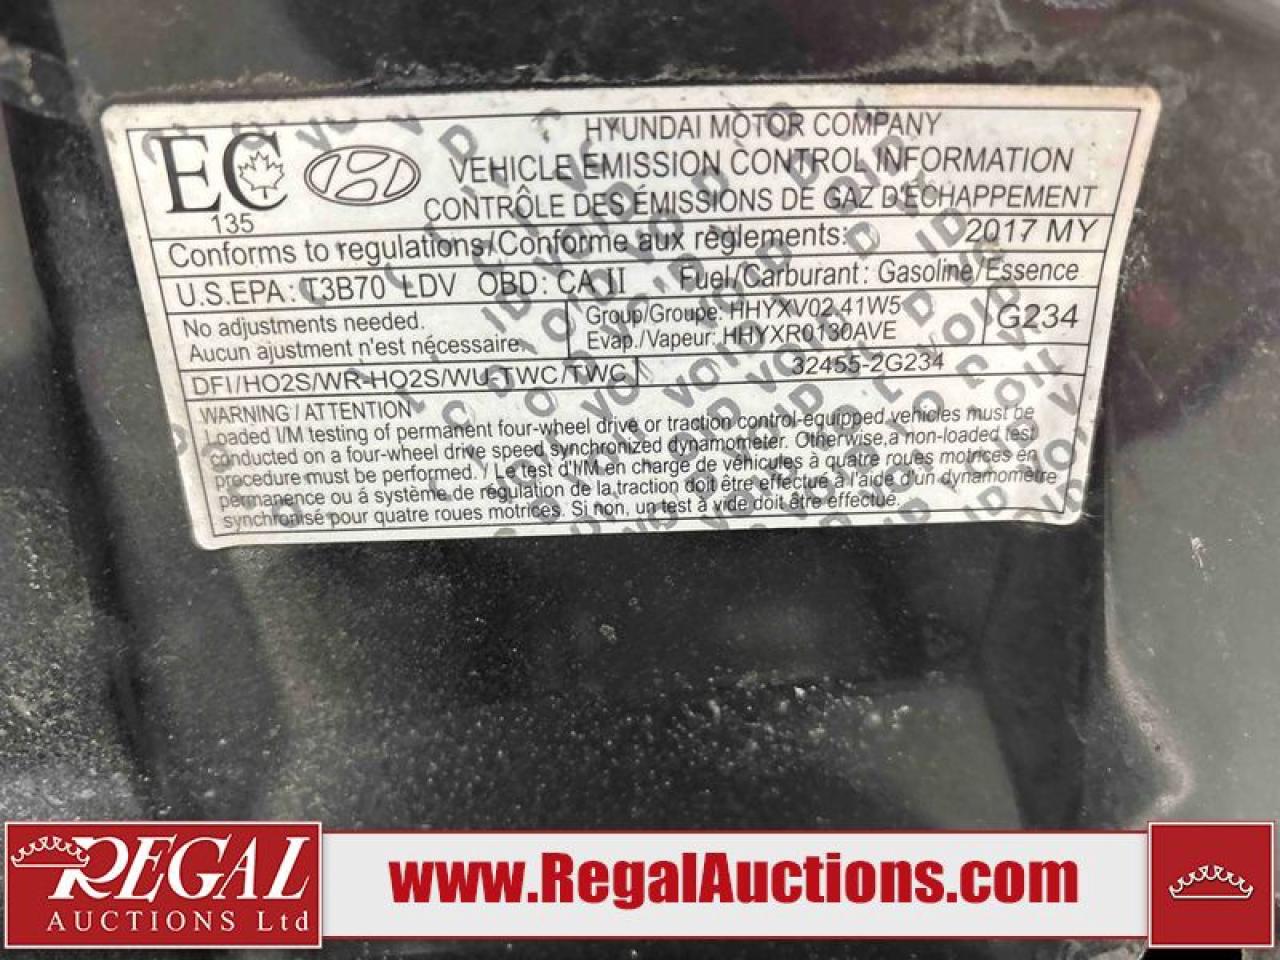 EC
135
HYUNDAI MOTOR COMPANY
VEHICLE EMISSION CONTROL INFORMATION
CONTRÔLE DES ÉMISSIONS DE GAZ D'ÉCHAPPEMENT
Conforms to regulations/Conforme aux règlements: 2017 MY
U.S.EPA: T3B70 LDV OBD: CA II Fuel/Carburant: Gasoline/Essence
No adjustments needed.
Aucun ajustment n'est nécessaire.
Group/Groupe: HHYXV02.41W5
Evap./Vapeur: HHYXR0130AVE
G234
DFI/HO2S/WR-HO2S/WU-TWC/TWC
32455-2G234
WARNING / ATTENTION
Loaded I/M testing of permanent four-wheel drive or traction control-equipped vehicles must be
conducted on a four-wheel drive speed synchronized dynamometer. Otherwise, a non-loaded test
procedure must be performed. / Le test d'I/M en charge de véhicules à quatre roues motrices en
permanence ou á système de régulation de la traction doit être effectué à l'aide d'un dynamomètre
synchronisé pour quatre roues motrices. Si non, un test à vide doit être effectué.
REGAL
AUCTIONS Ltd
www.RegalAuctions.com